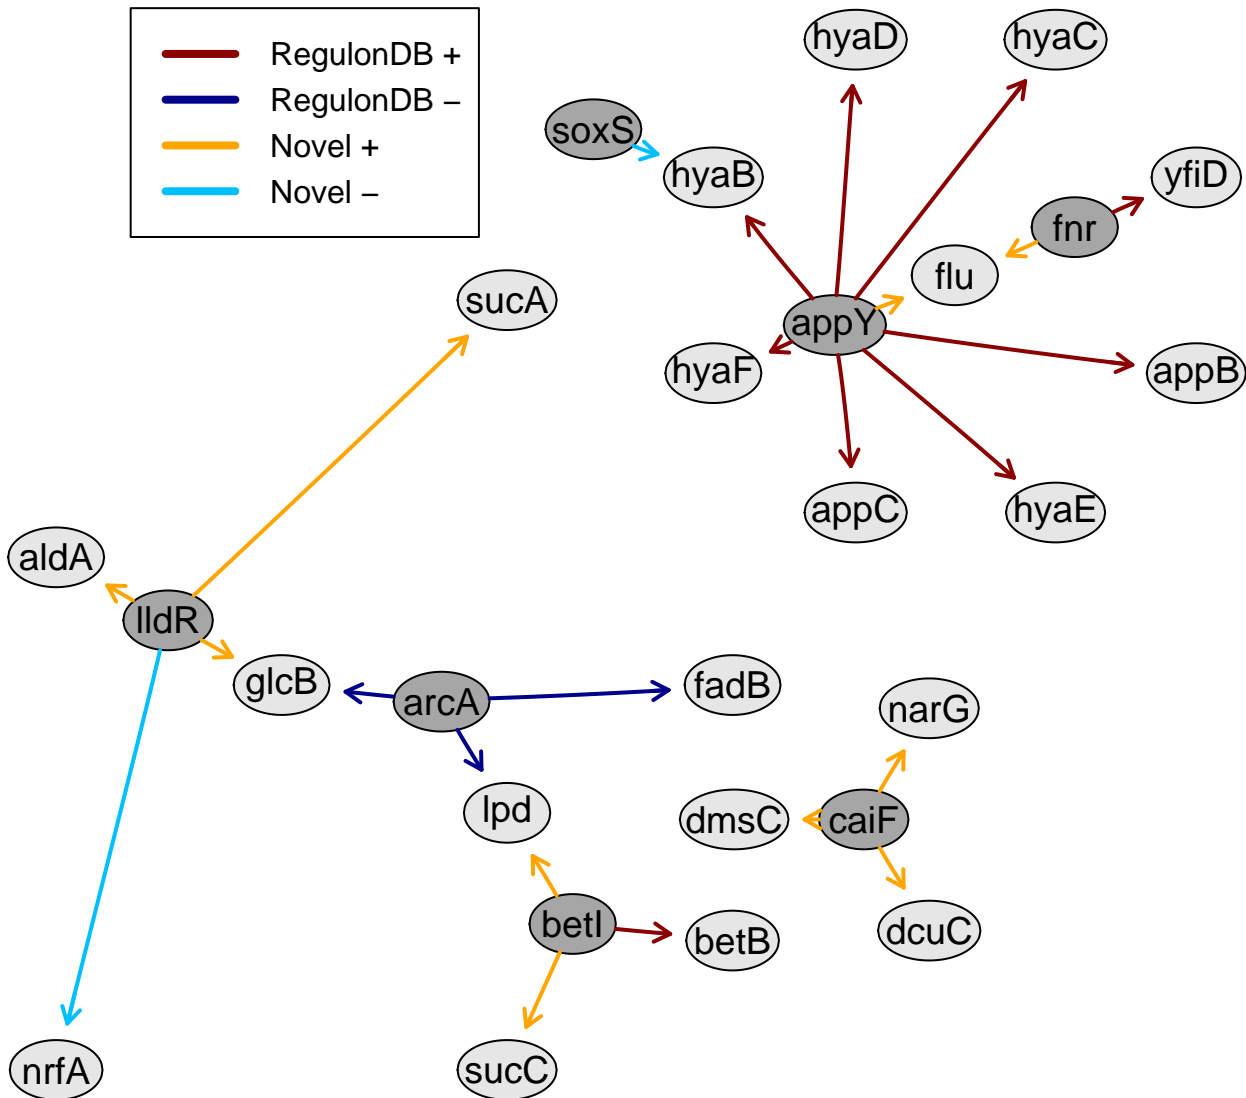 RegulonDB +
RegulonDB −
Novel +
Novel −
hyaD
hyaC
soxS
hyaB
yfiD
fnr
flu
sucA
appY
hyaF
appB
appC
hyaE
aldA
lldR
glcB
arcA
fadB
narG
lpd
dmsC
caiF
betI
betB
dcuC
nrfA
sucC